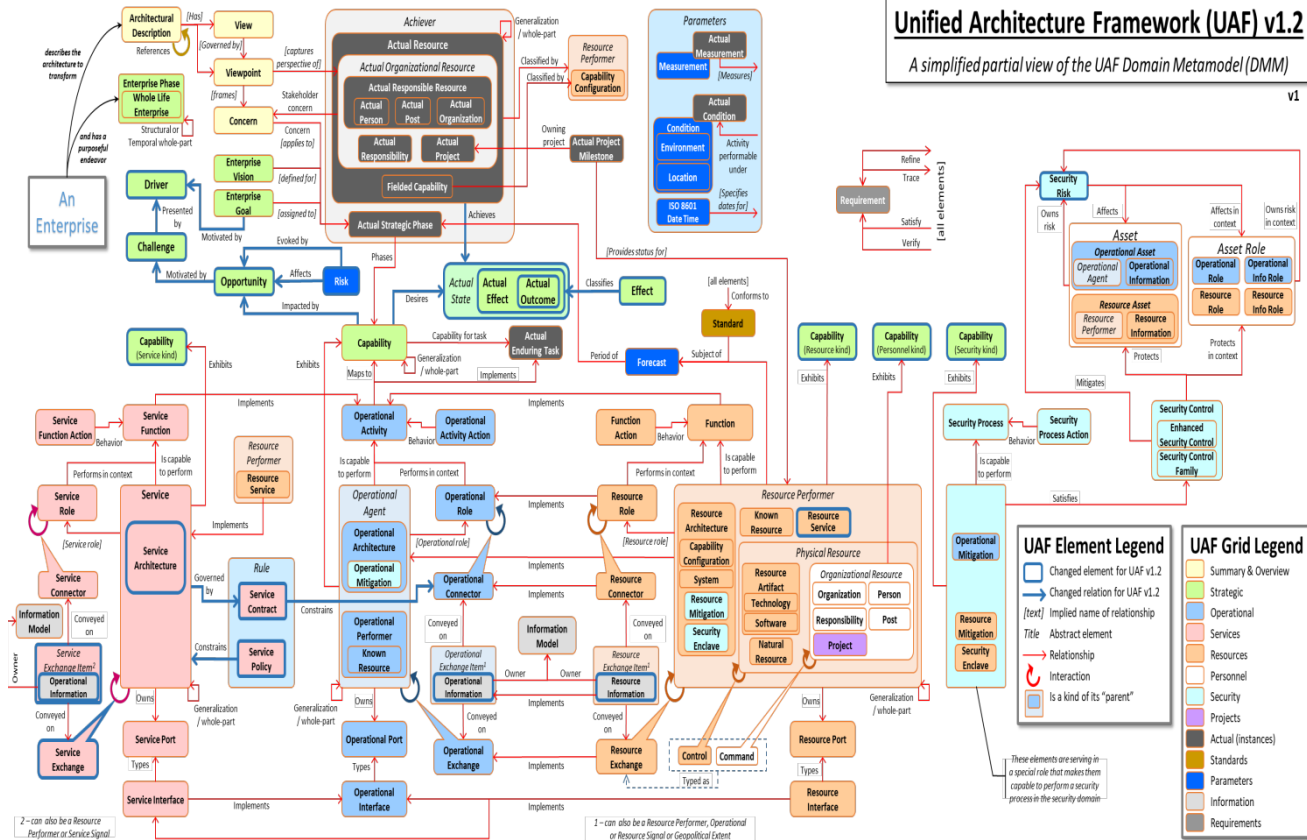 Unified Architecture Framework (UAF) v1.2
A simplified partial view of the UAF Domain Metamodel (DMM)
v1
Architectural
Description
References
[Has]
View
[Governed by]
Viewpoint
[frames]
Concern
[captures
perspective of]
Stakeholder
concern
Concern
[applies to]
describes the
architecture to
transform
Enterprise Phase
Whole Life
Enterprise
Structural or
Temporal whole-part
and has a
purposeful
endeavor
An
Enterprise
Enterprise
Vision
[defined for]
Enterprise
Goal
[assigned to]
Driver
Presented
by
Motivated by
Challenge
Motivated by
Opportunity
Evoked by
Affects
Risk
Impacted by
Achiever
Generalization
/ whole-part
Actual Resource
Actual Organizational Resource
Actual Responsible Resource
Actual
Person
Actual
Post
Actual
Organization
Actual
Responsibility
Actual
Project
Fielded Capability
Actual Strategic Phase
Classified by
Classified by
Resource
Performer
Capability
Configuration
Owning
project
Actual Project
Milestone
Achieves
Phases
[Provides status for]
Parameters
Actual
Measurement
Measurement
[Measures]
Actual
Condition
Condition
Environment
Location
Activity
performable
under
[Specifies
dates for]
ISO 8601
Date Time
Requirement
Refine
Trace
Satisfy
Verify
[all elements]
Actual
State
Actual
Effect
Actual
Outcome
Classifies
Effect
Desires
Capability
Capability for task
Actual
Enduring Task
Generalization
/ whole-part
Maps to
Implements
Exhibits
[all elements]
Conforms to
Standard
Subject of
Forecast
Period of
Capability
(Service kind)
Exhibits
Capability
(Resource kind)
Exhibits
Capability
(Personnel kind)
Exhibits
Capability
(Security kind)
Exhibits
Security
Risk
Owns
risk
Affects
Affects in
context
Owns risk
in context
Asset
Operational Asset
Operational
Agent
Operational
Information
Resource Asset
Resource
Performer
Resource
Information
Asset Role
Operational
Role
Operational
Info Role
Resource
Role
Resource
Info Role
Protects
Protects
in context
Mitigates
Security Control
Enhanced
Security Control
Security Control
Family
Security Process
Behavior
Security
Process Action
Is capable
to perform
Satisfies
Operational
Mitigation
Resource
Mitigation
Security
Enclave
These elements are serving in
a special role that makes them
capable to perform a security
process in the security domain
Service
Function Action
Behavior
Service
Function
Implements
Performs in context
Is capable
to perform
Service
Role
[Service role]
Service
Service
Architecture
Resource
Performer
Resource
Service
Implements
Service
Connector
Conveyed
on
Information
Model
Owner
Service
Exchange Item²
Operational
Information
Conveyed
on
Service
Exchange
Governed
by
Rule
Service
Contract
Constrains
Constrains
Service
Policy
Generalization
/ whole-part
Owns
Service Port
Types
Service Interface
Implements
Operational
Activity
Behavior
Operational
Activity Action
Implements
Is capable
to perform
Performs in context
Operational
Agent
Operational
Architecture
Operational
Mitigation
Operational
Performer
Known
Resource
Operational
Role
[Operational role]
Operational
Connector
Conveyed
on
Operational
Exchange Item¹
Operational
Information
Conveyed
on
Operational
Exchange
Generalization
/ whole-part
Owns
Operational Port
Types
Operational
Interface
Implements
Information
Model
Owner
Owner
Function
Action
Behavior
Function
Performs in context
Is capable
to perform
Resource
Role
Implements
[Resource role]
Implements
Resource
Connector
Implements
Conveyed
on
Resource
Exchange Item¹
Resource
Information
Conveyed
on
Resource
Exchange
Implements
Resource Performer
Resource
Architecture
Capability
Configuration
System
Resource
Mitigation
Security
Enclave
Known
Resource
Resource
Service
Physical Resource
Resource
Artifact
Technology
Software
Natural
Resource
Organizational Resource
Organization
Person
Responsibility
Post
Project
Control
Command
Typed as
Owns
Generalization
/ whole-part
Resource Port
Types
Resource
Interface
UAF Element Legend
Changed element for UAF v1.2
Changed relation for UAF v1.2
[text] Implied name of relationship
Title Abstract element
Relationship
Interaction
Is a kind of its “parent”
UAF Grid Legend
Summary & Overview
Strategic
Operational
Services
Resources
Personnel
Security
Projects
Actual (instances)
Standards
Parameters
Information
Requirements
2 – can also be a Resource
Performer or Service Signal
1 – can also be a Resource Performer, Operational
or Resource Signal or Geopolitical Extent